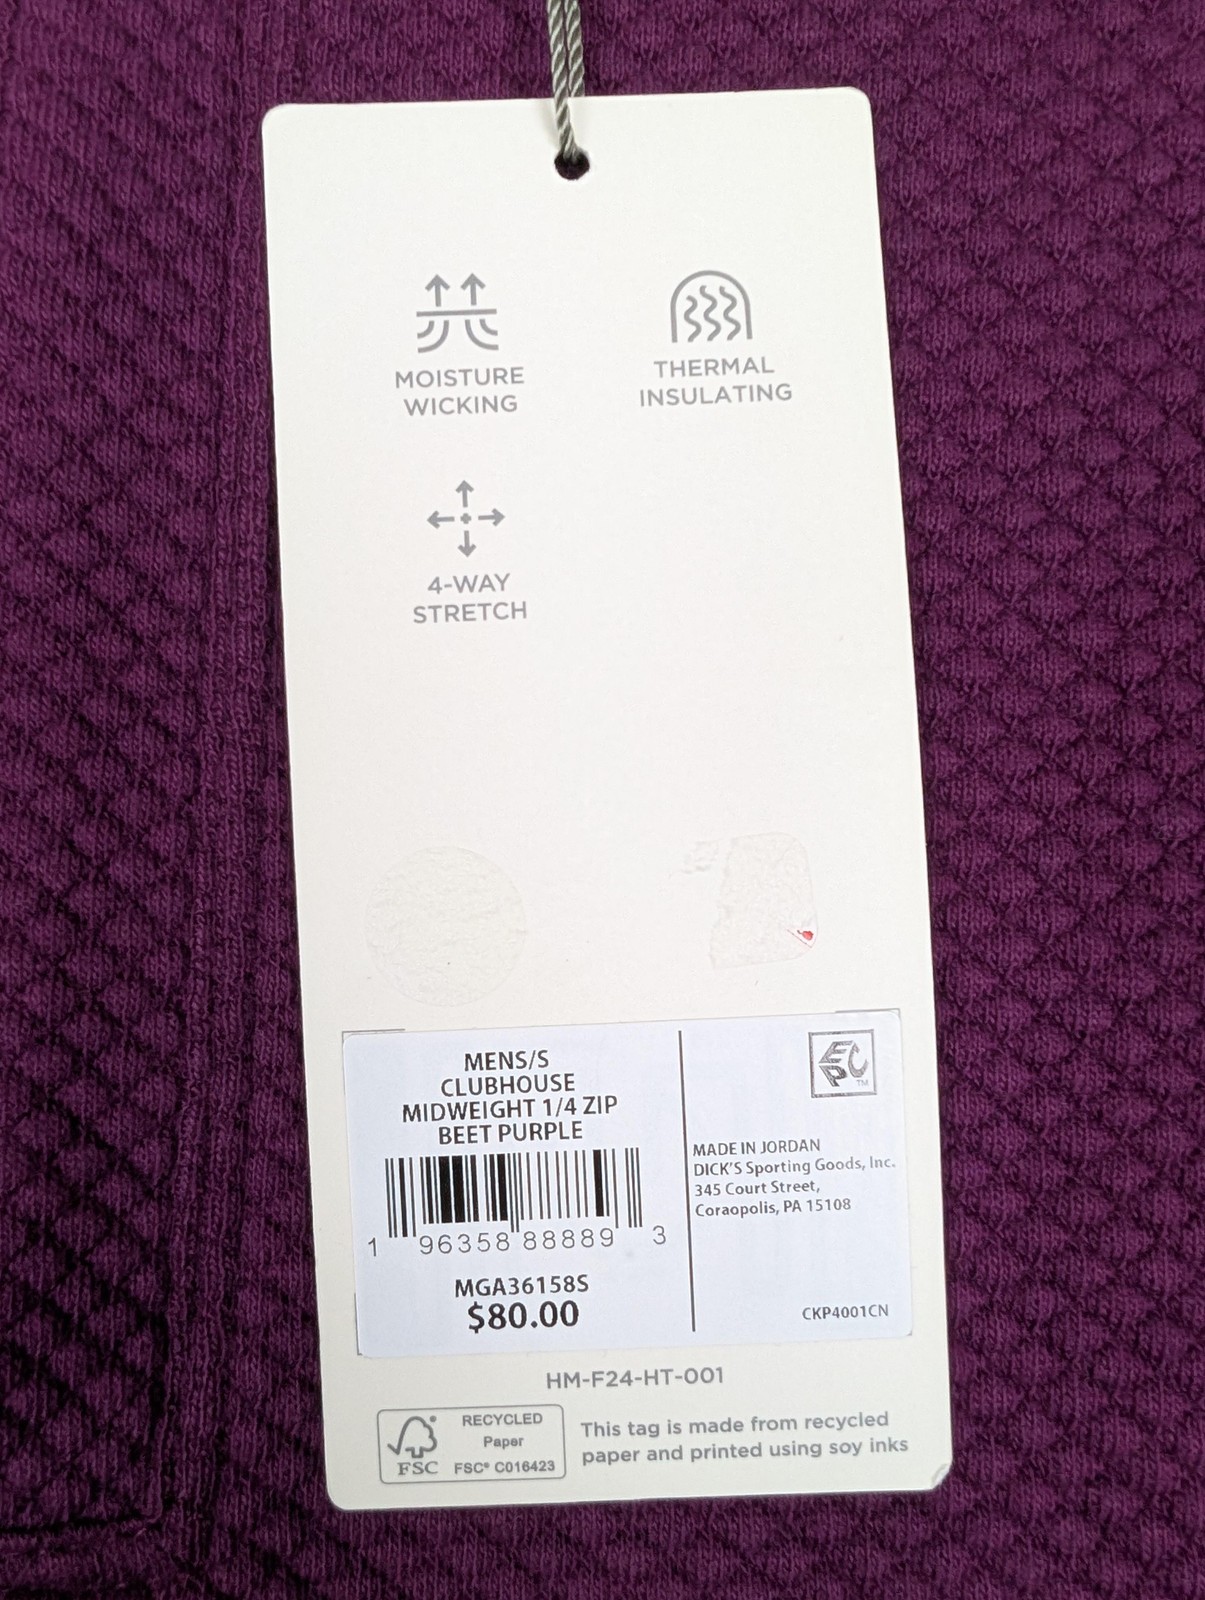 MOISTURE
WICKING
THERMAL
INSULATING
4-WAY
STRETCH
MENS/S
CLUBHOUSE
MIDWEIGHT 1/4 ZIP
BEET PURPLE
1 96358 88889 3
MGA36158S
$80.00
EPC™
MADE IN JORDAN
DICK'S Sporting Goods, Inc.
345 Court Street,
Coraopolis, PA 15108
CKP4001CN
HM-F24-HT-001
FSC
RECYCLED
Paper
FSC® C016423
This tag is made from recycled
paper and printed using soy inks